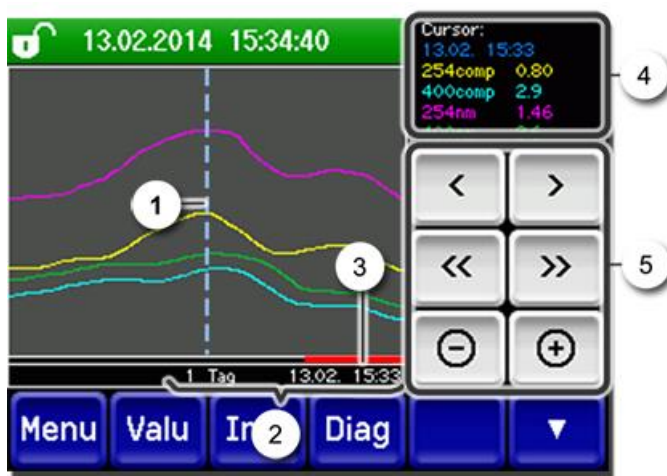 13.02.2014 15:34:40
Cursor:
13.02. 15:33
254comp 0.80
400comp 2.9
254nm 1.46
4
1
3
< >
<< >>
5
1 Tag 13.02. 15:33
2
Menu Valu Diag